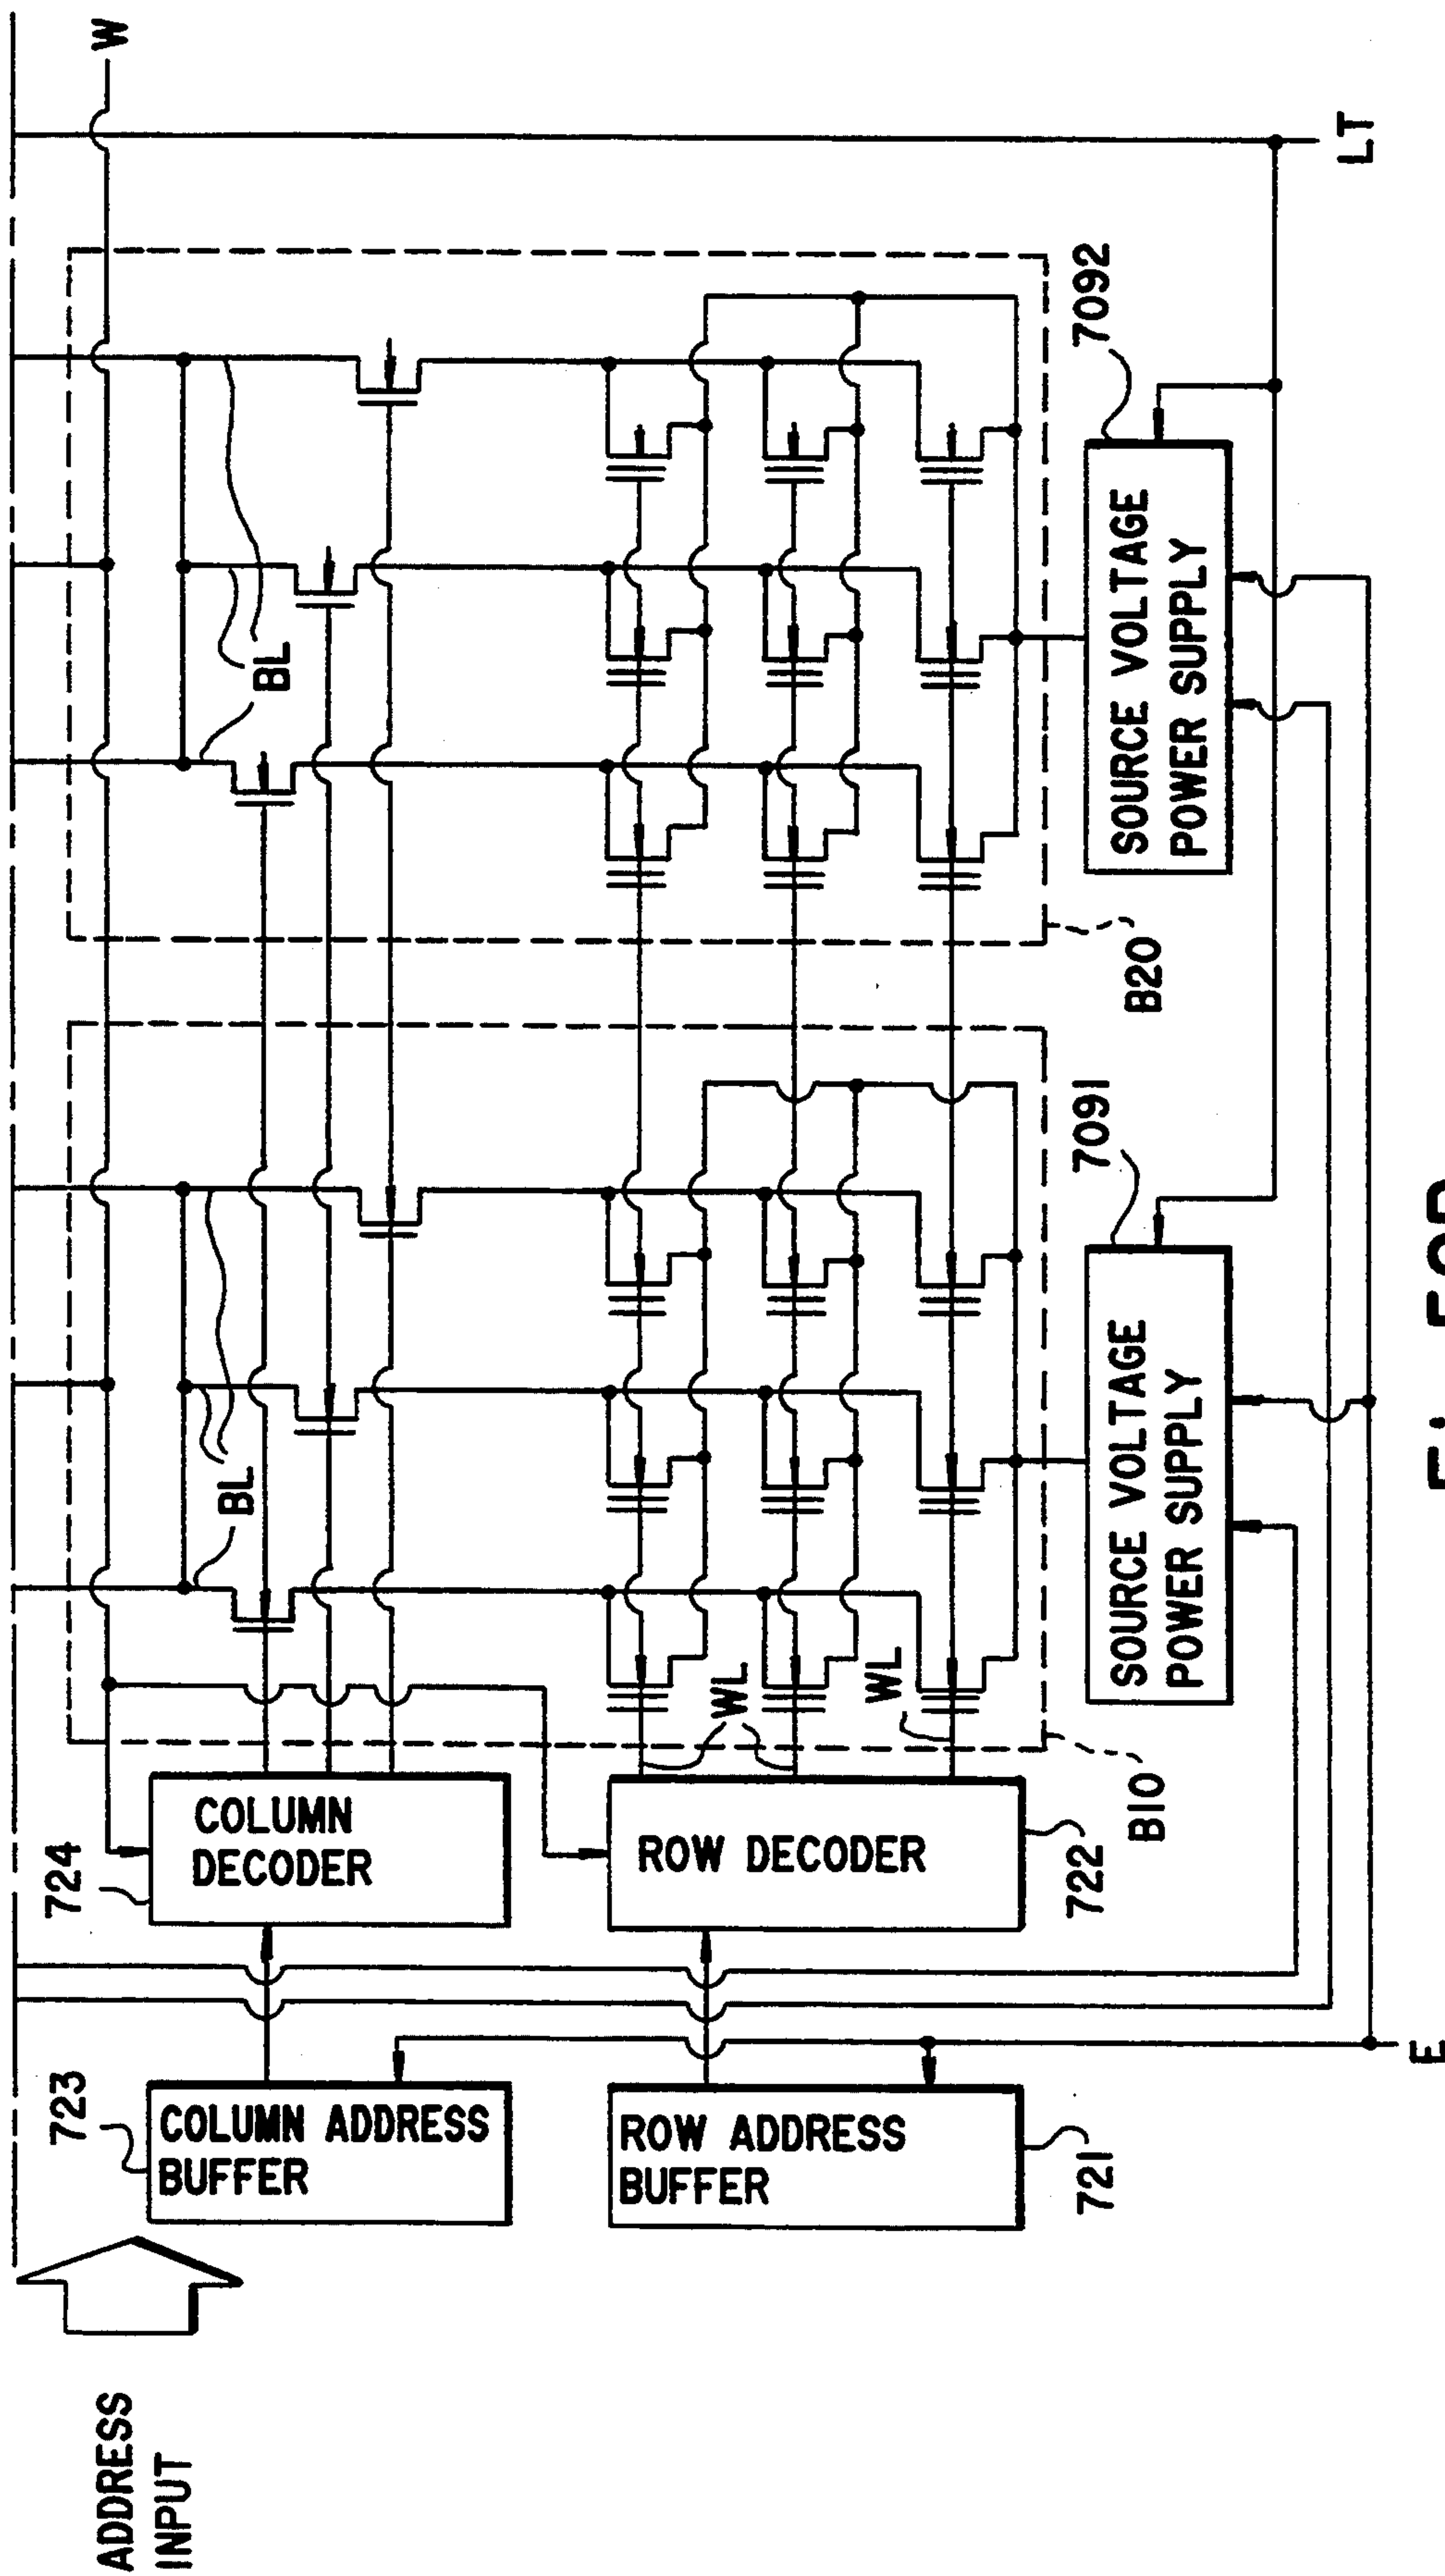 ADDRESS
INPUT
723
COLUMN ADDRESS
BUFFER
724
COLUMN
DECODER
ROW ADDRESS
BUFFER
721
ROW DECODER
722
BL
BL
W
WL
WL
B10
B20
7091
SOURCE VOLTAGE
POWER SUPPLY
7092
SOURCE VOLTAGE
POWER SUPPLY
E
LT